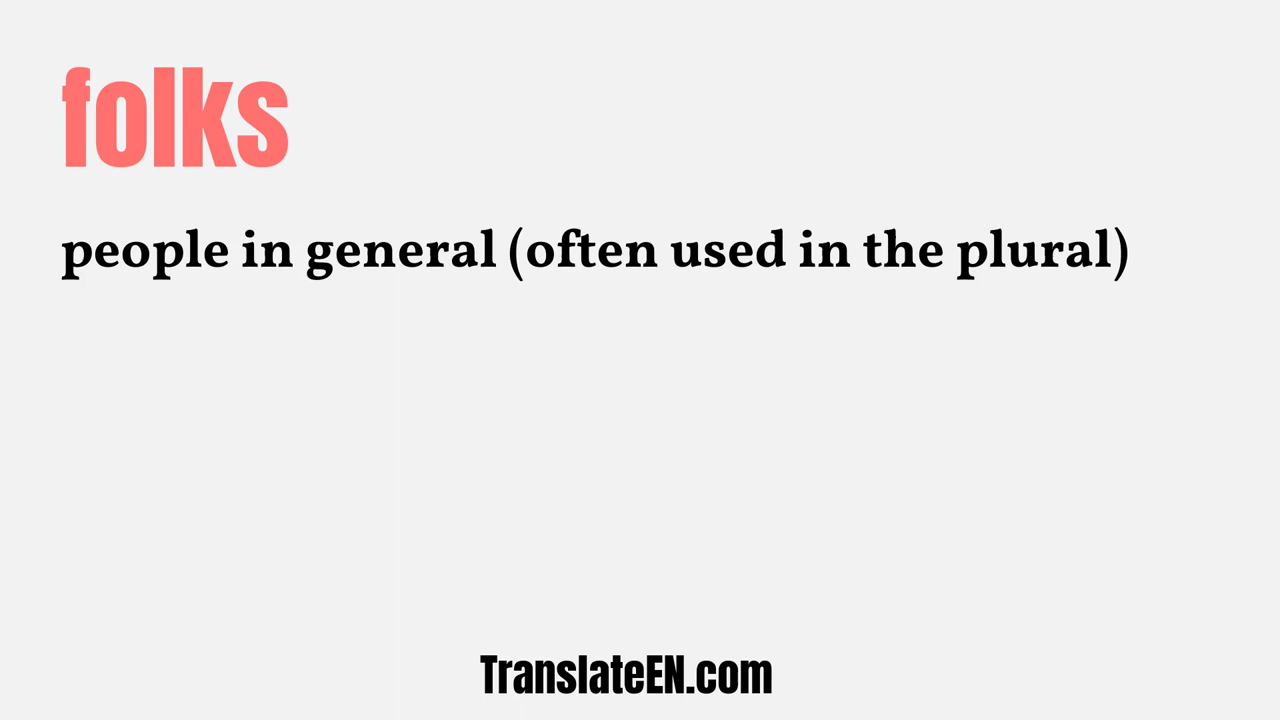 folks
people in general (often used in the plural)
TranslateEN.com